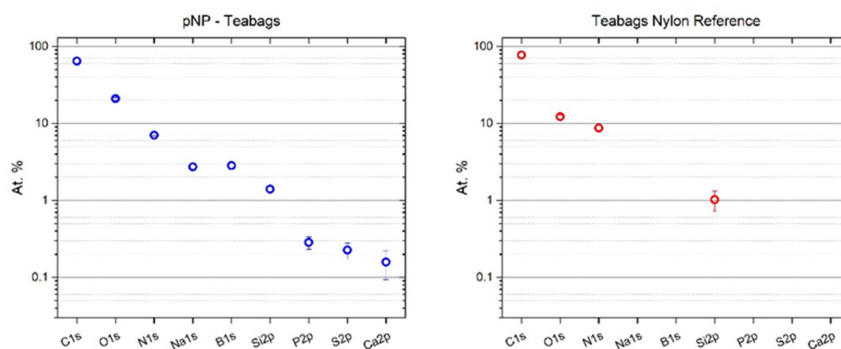 pNP - Teabags
100
10
1
0.1
At. %
C1s O1s N1s Na1s B1s Si2p P2p S2p Ca2p
Teabags Nylon Reference
100
10
1
0.1
At. %
C1s O1s N1s Na1s B1s Si2p P2p S2p Ca2p